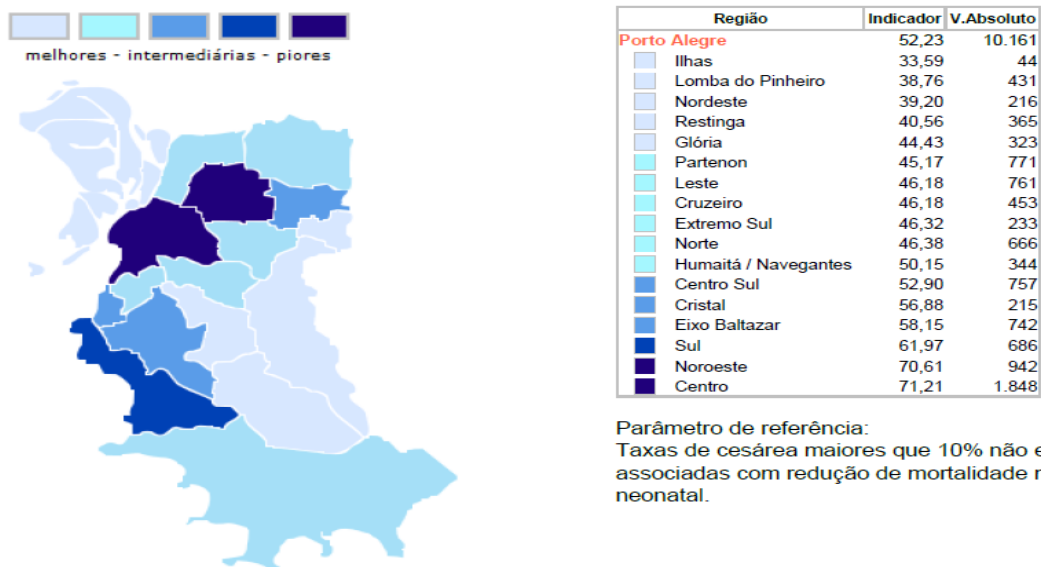 melhores - intermediárias - piores
Região Indicador V.Absoluto
Porto Alegre 52,23 10.161
Ilhas 33,59 44
Lomba do Pinheiro 38,76 431
Nordeste 39,20 216
Restinga 40,56 365
Glória 44,43 323
Partenon 45,17 771
Leste 46,18 761
Cruzeiro 46,18 453
Extremo Sul 46,32 233
Norte 46,38 666
Humaitá / Navegantes 50,15 344
Centro Sul 52,90 757
Cristal 56,88 215
Eixo Baltazar 58,15 742
Sul 61,97 686
Noroeste 70,61 942
Centro 71,21 1.848
Parâmetro de referência:
Taxas de cesárea maiores que 10% não
associadas com redução de mortalidade
neonatal.